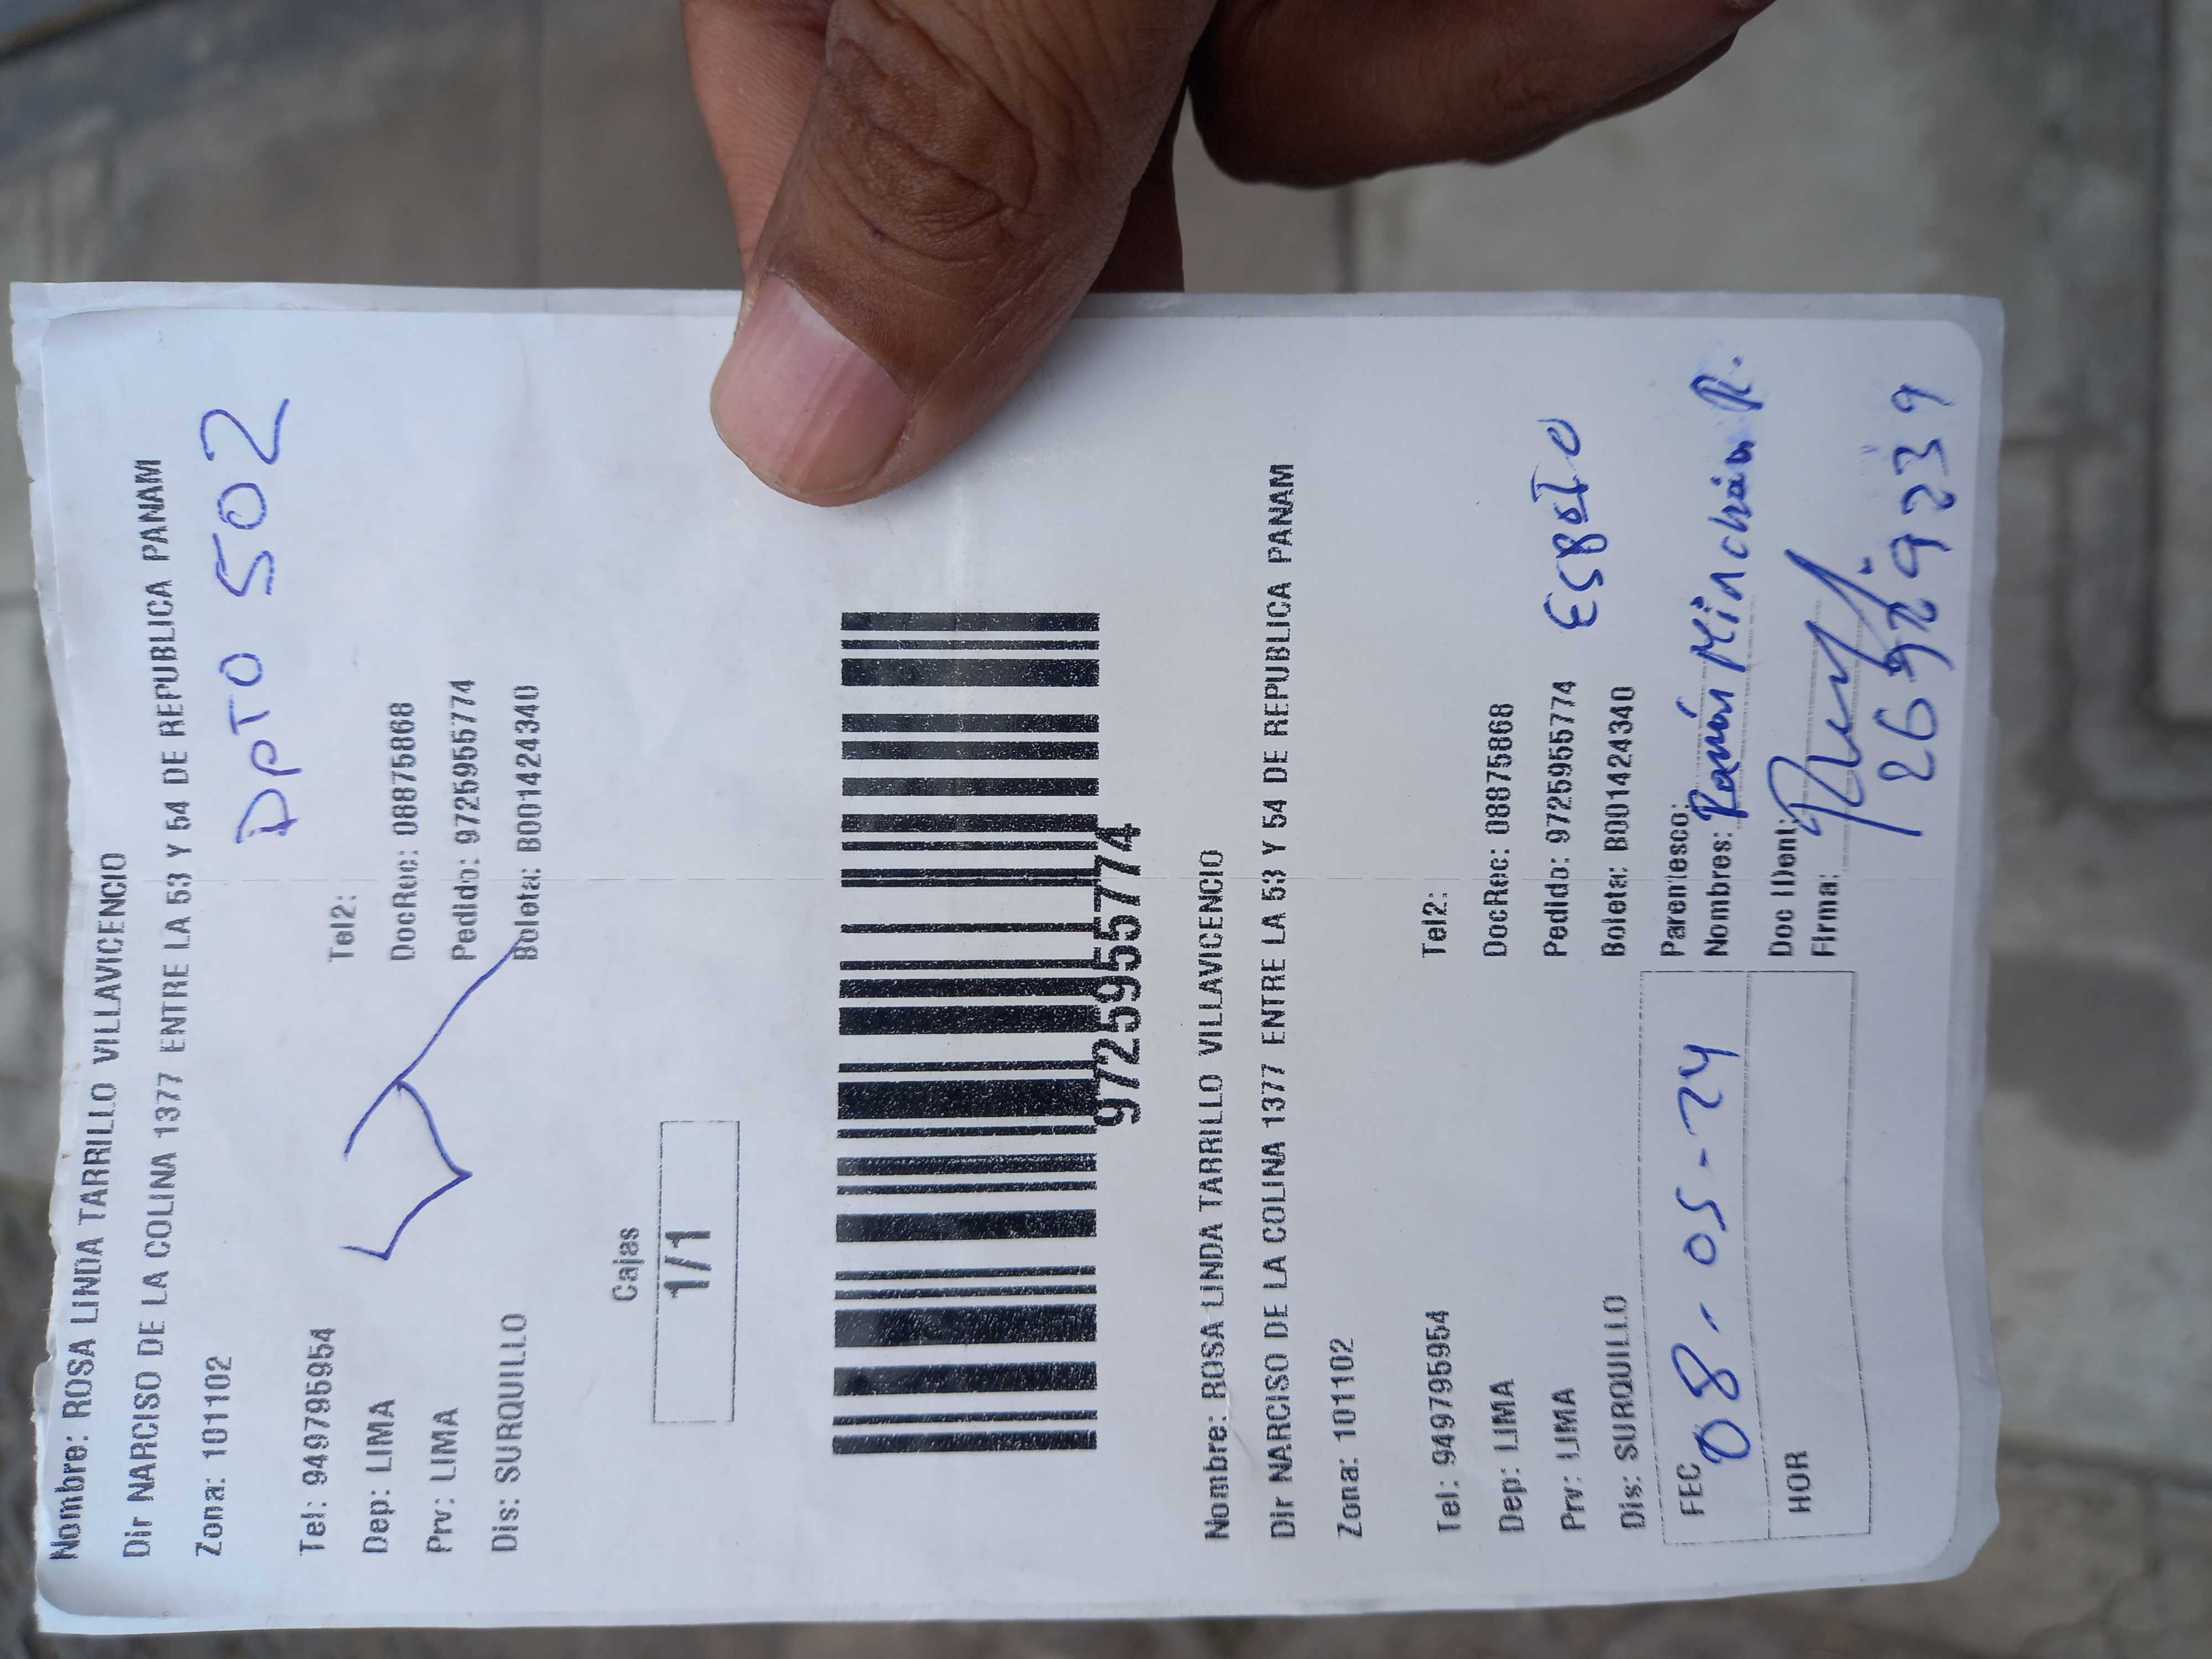 Nombre: ROSA LINDA TARRILLO VILLAVICENCIO
Dir NARCISO DE LA COLINA 1377 ENTRE LA 53 Y 54 DE REPUBLICA PANAM
Zona: 101102
DPTO 502
Tel: 949795954 Tel2:
Dep: LIMA DocRec: 08875868
Prv: LIMA Pedido: 9725955774
Dis: SURQUILLO Boleta: B001424340
Cajas
1/1
9725955774
Nombre: ROSA LINDA TARRILLO VILLAVICENCIO
Dir NARCISO DE LA COLINA 1377 ENTRE LA 53 Y 54 DE REPUBLICA PANAM
Zona: 101102
Tel: 949795954 Tel2:
Dep: LIMA DocRec: 08875868
Prv: LIMA Pedido: 9725955774
Dis: SURQUILLO Boleta: B001424340
FEC 08-05-24
Parentesco:
Nombres: Ramón Minchán R.
HOR
Doc IDent:
Firma: